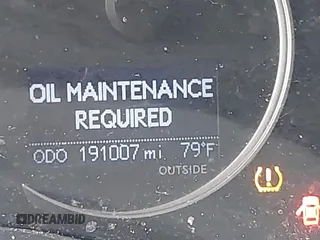 OIL MAINTENANCE
REQUIRED
ODO 191007 mi 79°F
OUTSIDE
DREAMBID